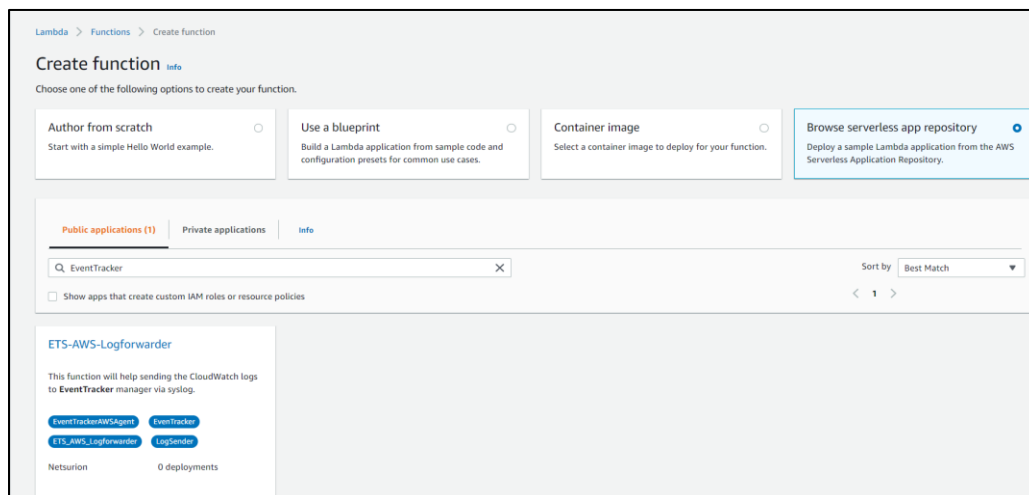 Lambda > Functions > Create function
Create function Info
Choose one of the following options to create your function.
Author from scratch
Start with a simple Hello World example.
Use a blueprint
Build a Lambda application from sample code and
configuration presets for common use cases.
Container image
Select a container image to deploy for your function.
Browse serverless app repository
Deploy a sample Lambda application from the AWS
Serverless Application Repository.
Public applications (1)
Private applications
Info
EventTracker
Sort by
Best Match
Show apps that create custom IAM roles or resource policies
< 1 >
ETS-AWS-Logforwarder
This function will help sending the CloudWatch logs
to EventTracker manager via syslog.
EventTrackerAWSAgent
EvenTracker
ETS_AWS_Logforwarder
LogSender
Netsurion
0 deployments